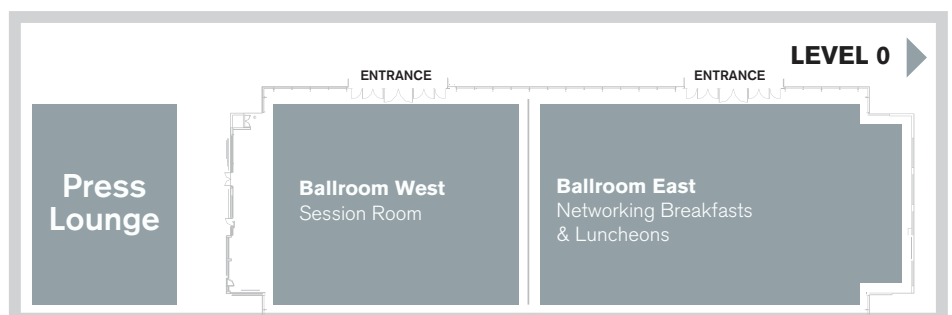 LEVEL 0
ENTRANCE
ENTRANCE
Press
Lounge
Ballroom West
Session Room
Ballroom East
Networking Breakfasts
& Luncheons